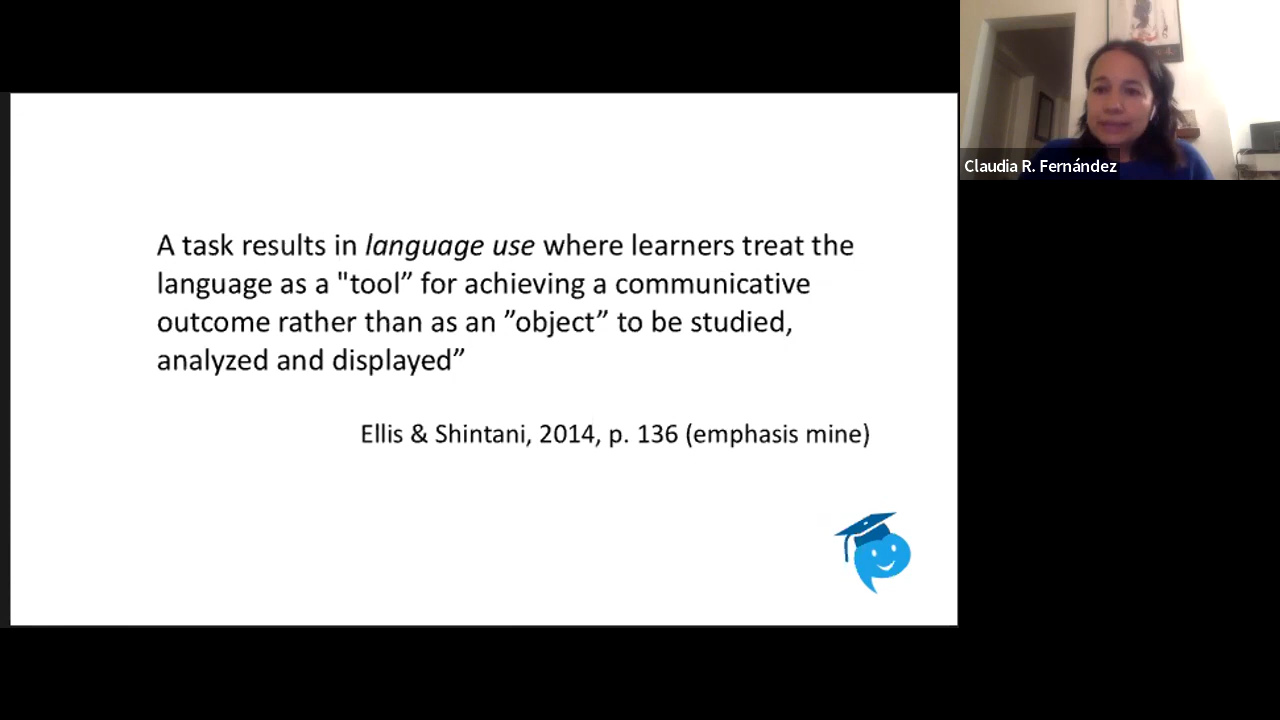 A task results in language use where learners treat the
language as a "tool” for achieving a communicative
outcome rather than as an ”object” to be studied,
analyzed and displayed”
Ellis & Shintani, 2014, p. 136 (emphasis mine)
Claudia R. Fernández